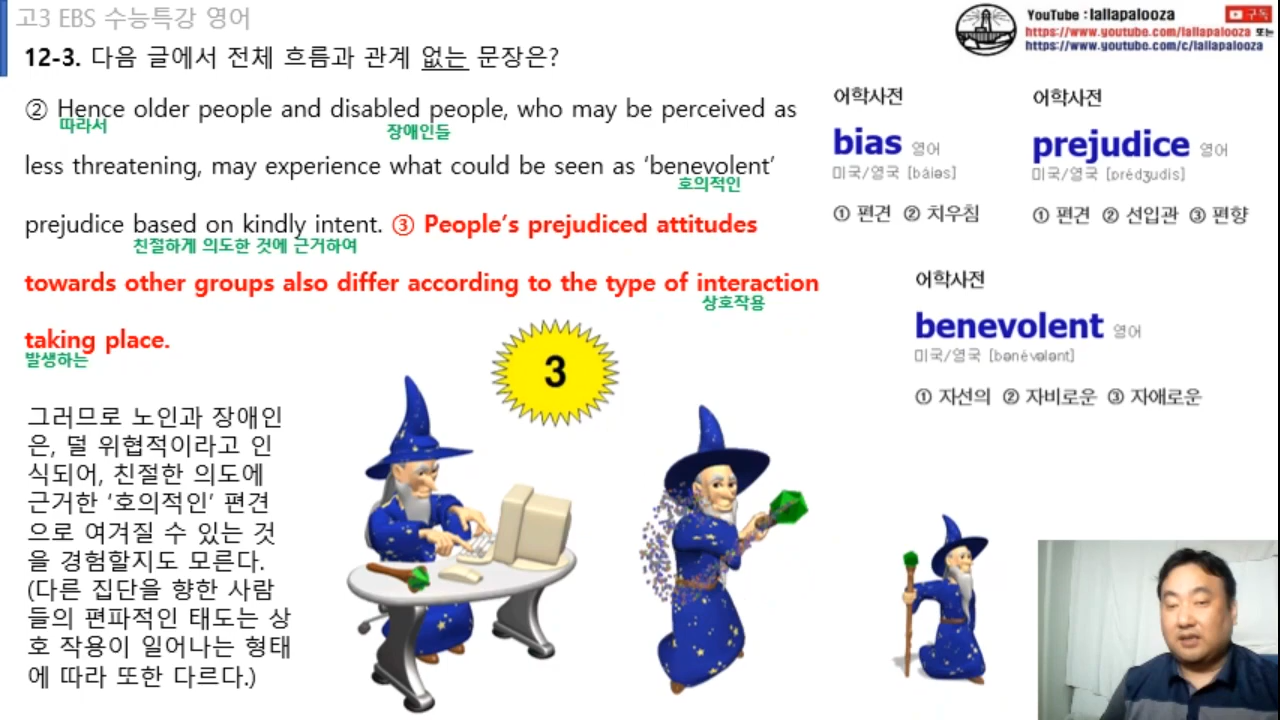 고3 EBS 수능특강 영어
YouTube : lallapalooza
구독
https://www.youtube.com/lallapalooza 또는
https://www.youtube.com/c/lallapalooza
12-3. 다음 글에서 전체 흐름과 관계 없는 문장은?
② Hence older people and disabled people, who may be perceived as
따라서
장애인들
less threatening, may experience what could be seen as ‘benevolent’
호의적인
prejudice based on kindly intent. ③ People’s prejudiced attitudes
친절하게 의도한 것에 근거하여
towards other groups also differ according to the type of interaction
상호작용
taking place.
발생하는
3
그러므로 노인과 장애인
은, 덜 위협적이라고 인
식되어, 친절한 의도에
근거한 ‘호의적인’ 편견
으로 여겨질 수 있는 것
을 경험할지도 모른다.
(다른 집단을 향한 사람
들의 편파적인 태도는 상
호 작용이 일어나는 형태
에 따라 또한 다르다.)
어학사전
bias 영어
미국/영국 [báiəs]
① 편견 ② 치우침
어학사전
prejudice 영어
미국/영국 [prédʒudis]
① 편견 ② 선입관 ③ 편향
어학사전
benevolent 영어
미국/영국 [bənévələnt]
① 자선의 ② 자비로운 ③ 자애로운